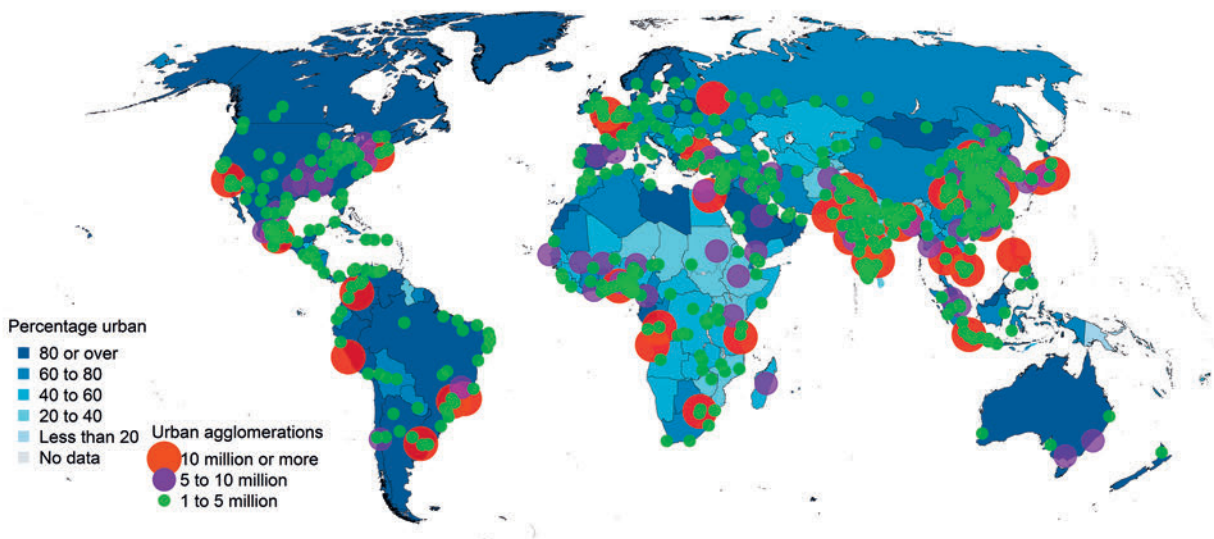 Percentage urban
80 or over
60 to 80
40 to 60
20 to 40
Less than 20
No data
Urban agglomerations
10 million or more
5 to 10 million
1 to 5 million